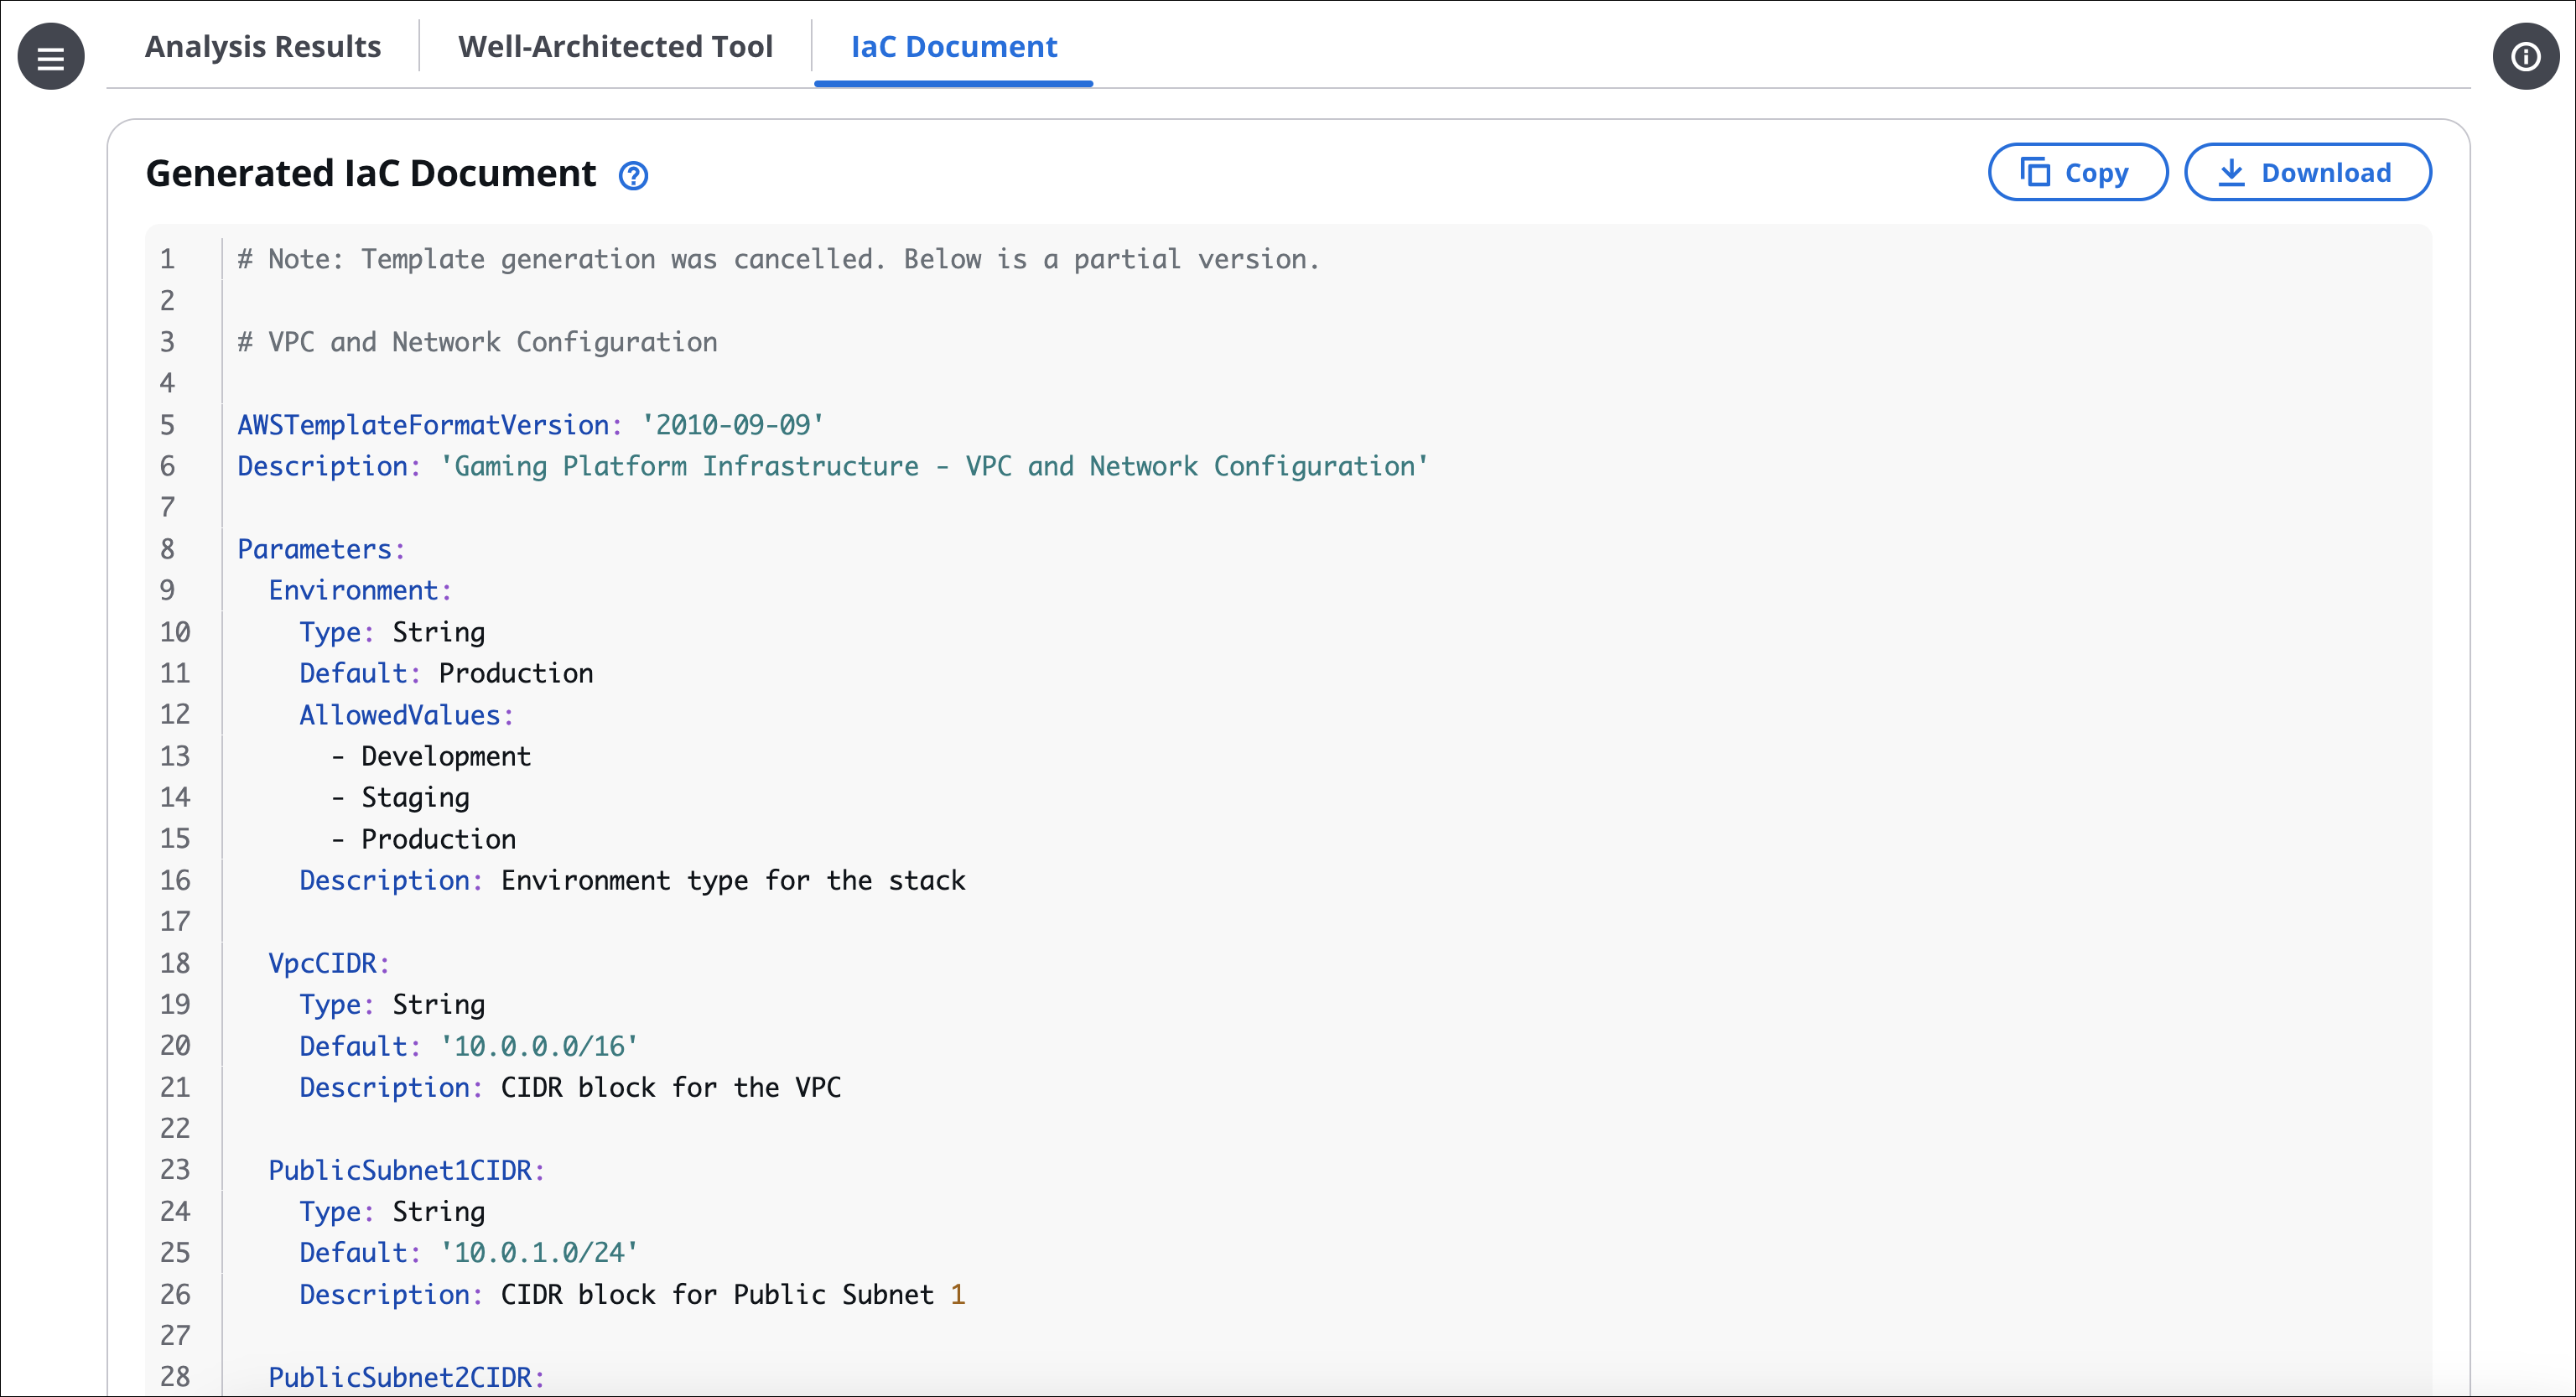 Analysis Results
Well-Architected Tool
IaC Document
Generated IaC Document
Copy
Download
1 # Note: Template generation was cancelled. Below is a partial version.
2
3 # VPC and Network Configuration
4
5 AWSTemplateFormatVersion: '2010-09-09'
6 Description: 'Gaming Platform Infrastructure - VPC and Network Configuration'
7
8 Parameters:
9   Environment:
10     Type: String
11     Default: Production
12     AllowedValues:
13       - Development
14       - Staging
15       - Production
16     Description: Environment type for the stack
17
18   VpcCIDR:
19     Type: String
20     Default: '10.0.0.0/16'
21     Description: CIDR block for the VPC
22
23   PublicSubnet1CIDR:
24     Type: String
25     Default: '10.0.1.0/24'
26     Description: CIDR block for Public Subnet 1
27
28   PublicSubnet2CIDR: